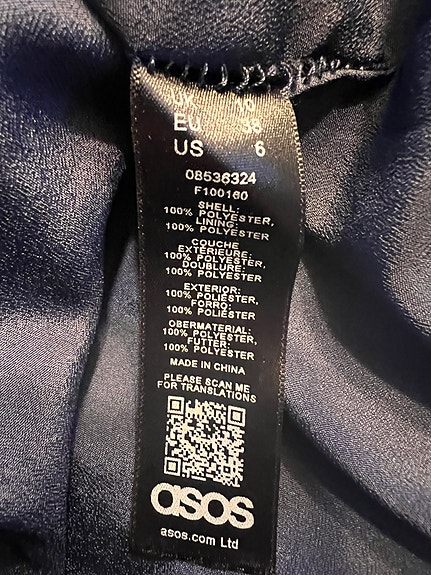 UK 10
EU 38
US 6
08536324
F100160
SHELL:
100% POLYESTER,
LINING:
100% POLYESTER
COUCHE
EXTÉRIEURE:
100% POLYESTER,
DOUBLURE:
100% POLYESTER
EXTERIOR:
100% POLIÉSTER,
FORRO:
100% POLIÉSTER
OBERMATERIAL:
100% POLYESTER,
FUTTER:
100% POLYESTER
MADE IN CHINA
PLEASE SCAN ME
FOR TRANSLATIONS
asos
asos.com Ltd